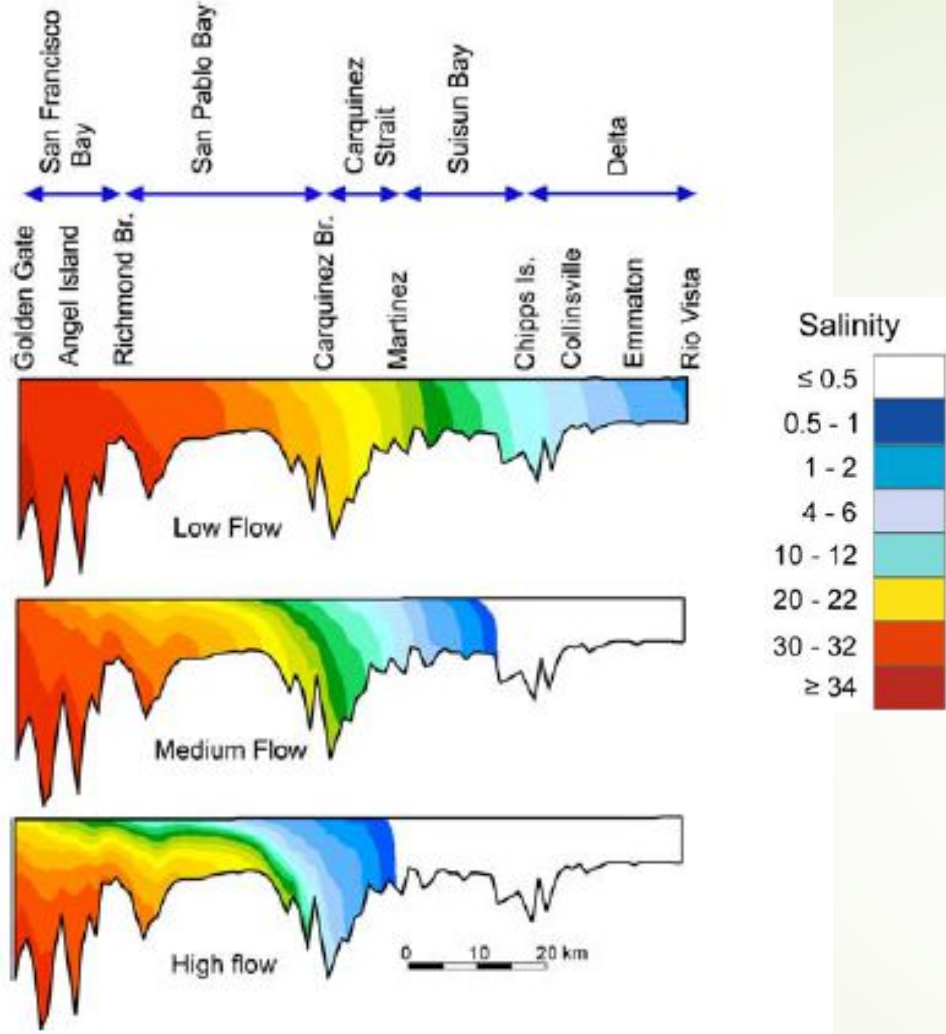 San Francisco
Bay
San Pablo Bay
Carquinez
Strait
Suisun Bay
Delta
Golden Gate
Angel Island
Richmond Br.
Carquinez Br.
Martinez
Chipps Is.
Collinsville
Emmaton
Rio Vista
Low Flow
Medium Flow
High flow
0 10 20 km
Salinity
≤ 0.5
0.5 - 1
1 - 2
4 - 6
10 - 12
20 - 22
30 - 32
≥ 34